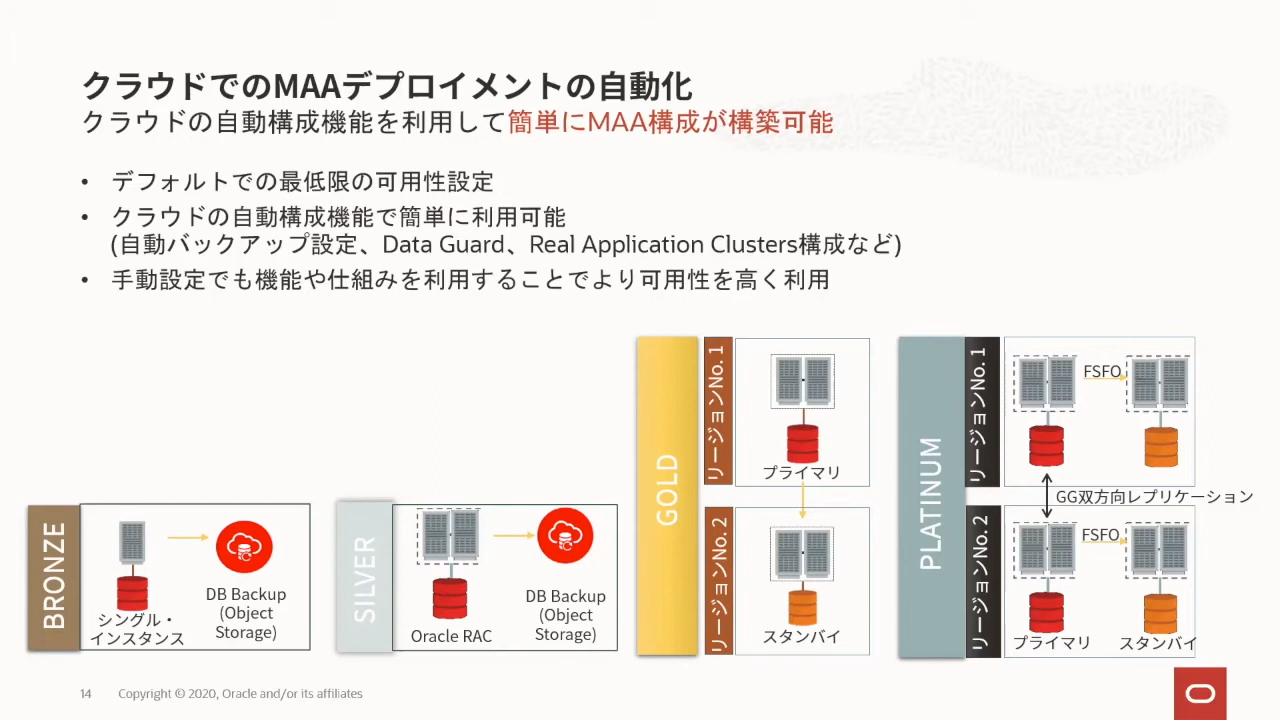 クラウドでのMAAデプロイメントの自動化
クラウドの自動構成機能を利用して簡単にMAA構成が構築可能
• デフォルトでの最低限の可用性設定
• クラウドの自動構成機能で簡単に利用可能
(自動バックアップ設定、Data Guard、Real Application Clusters構成など)
• 手動設定でも機能や仕組みを利用することでより可用性を高く利用
BRONZE
シングル・
インスタンス
DB Backup
(Object
Storage)
SILVER
Oracle RAC
DB Backup
(Object
Storage)
GOLD
リージョンNo. 1
プライマリ
リージョンNo. 2
スタンバイ
PLATINUM
リージョンNo. 1
FSFO
GG双方向レプリケーション
リージョンNo. 2
FSFO
プライマリ
スタンバイ
14
Copyright © 2020, Oracle and/or its affiliates